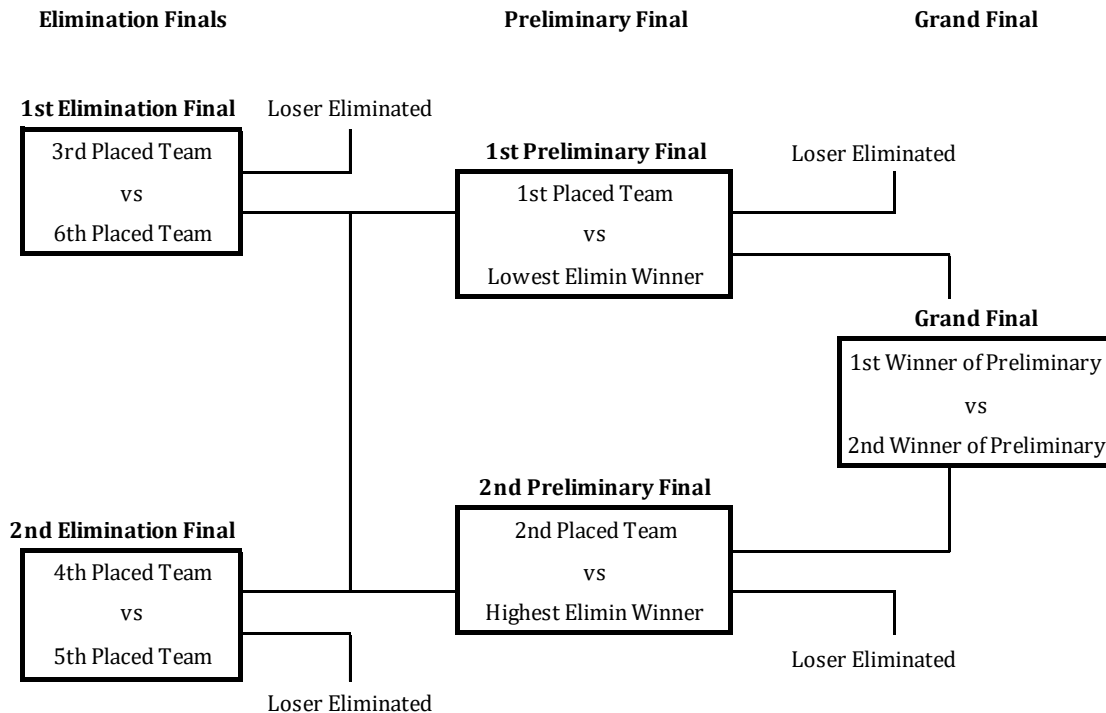 Elimination Finals
Preliminary Final
Grand Final
1st Elimination Final
Loser Eliminated
3rd Placed Team
vs
6th Placed Team
1st Preliminary Final
Loser Eliminated
1st Placed Team
vs
Lowest Elimin Winner
Grand Final
1st Winner of Preliminary
vs
2nd Winner of Preliminary
2nd Preliminary Final
2nd Placed Team
vs
Highest Elimin Winner
Loser Eliminated
2nd Elimination Final
4th Placed Team
vs
5th Placed Team
Loser Eliminated